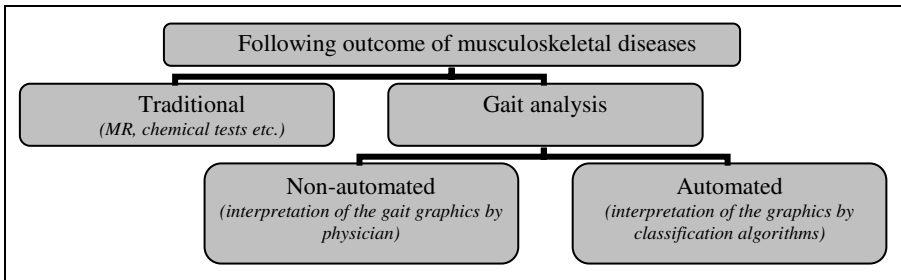 Following outcome of musculoskeletal diseases
Traditional
(MR, chemical tests etc.)
Gait analysis
Non-automated
(interpretation of the gait graphics by
physician)
Automated
(interpretation of the graphics by
classification algorithms)